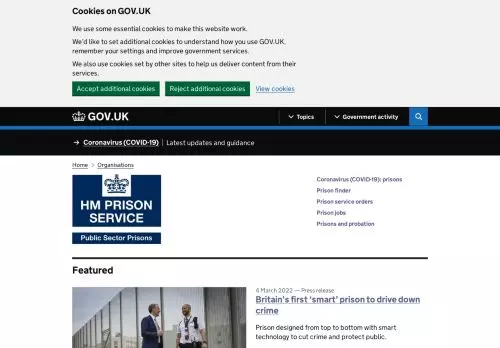 Cookies on GOV.UK
We use some essential cookies to make this website work.
We'd like to set additional cookies to understand how you use GOV.UK,
remember your settings and improve government services.
We also use cookies set by other sites to help us deliver content from their
services.
Accept additional cookies Reject additional cookies View cookies
GOV.UK Topics Government activity
→ Coronavirus (COVID-19) | Latest updates and guidance
Home > Organisations
HM PRISON
SERVICE
Public Sector Prisons
Coronavirus (COVID-19): prisons
Prison finder
Prison service orders
Prison jobs
Prisons and probation
Featured
4 March 2022 — Press release
Britain's first 'smart' prison to drive down
crime
Prison designed from top to bottom with smart
technology to cut crime and protect public.